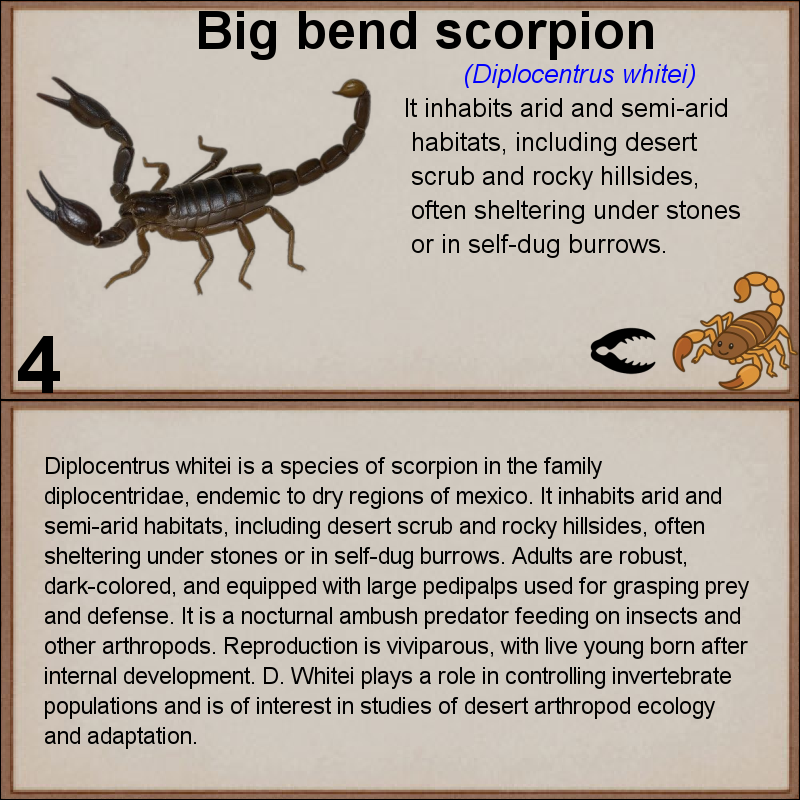 Big bend scorpion
(Diplocentrus whitei)
It inhabits arid and semi-arid
habitats, including desert
scrub and rocky hillsides,
often sheltering under stones
or in self-dug burrows.
4
Diplocentrus whitei is a species of scorpion in the family
diplocentridae, endemic to dry regions of mexico. It inhabits arid and
semi-arid habitats, including desert scrub and rocky hillsides, often
sheltering under stones or in self-dug burrows. Adults are robust,
dark-colored, and equipped with large pedipalps used for grasping prey
and defense. It is a nocturnal ambush predator feeding on insects and
other arthropods. Reproduction is viviparous, with live young born after
internal development. D. Whitei plays a role in controlling invertebrate
populations and is of interest in studies of desert arthropod ecology
and adaptation.